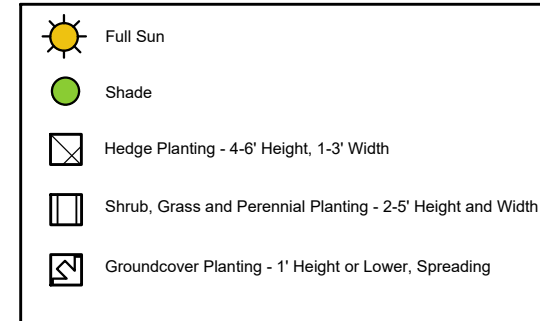 Full Sun
Shade
Hedge Planting - 4-6' Height, 1-3' Width
Shrub, Grass and Perennial Planting - 2-5' Height and Width
Groundcover Planting - 1' Height or Lower, Spreading